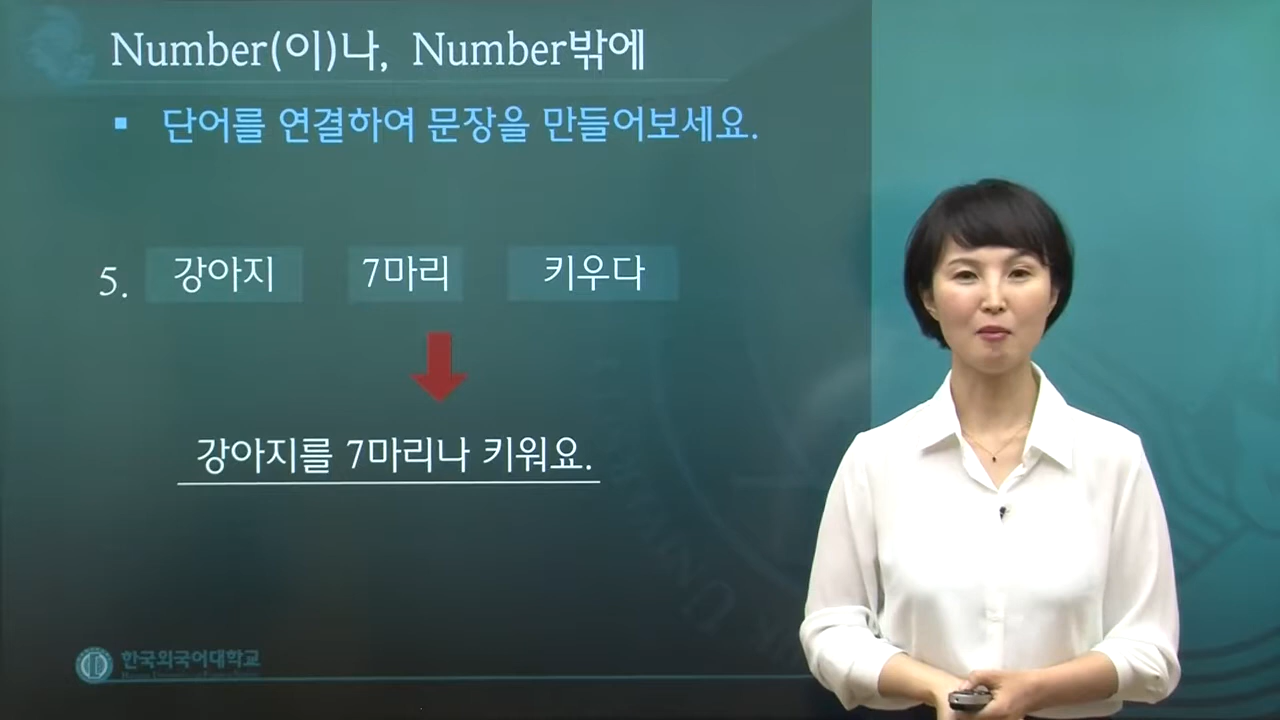 Number(이)나, Number밖에
▪ 단어를 연결하여 문장을 만들어보세요.
5. 강아지 7마리 키우다
강아지를 7마리나 키워요.
한국외국어대학교